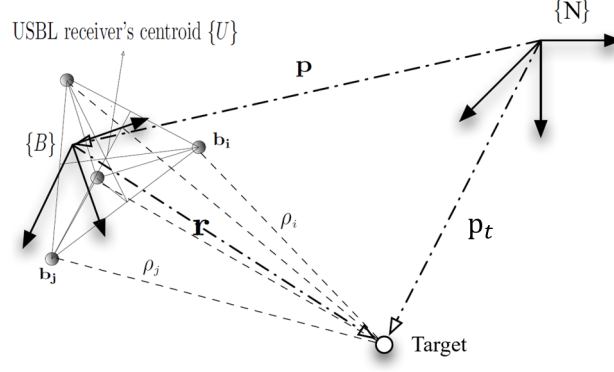 {N}
USBL receiver's centroid {U}
p
{B}
b_i
ρ_i
r
p_t
b_j
ρ_j
Target